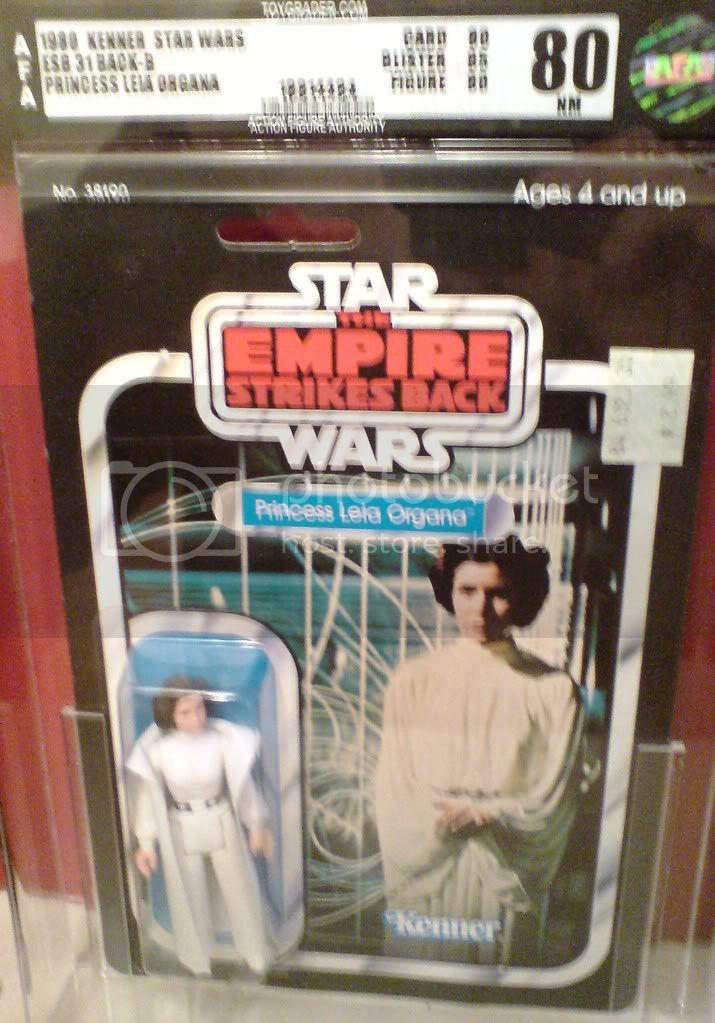 TOYGRADER.COM
AFA
1980 KENNER STAR WARS
ESB 31 BACK-B
PRINCESS LEIA ORGANA
CARD 80
BLISTER 85
FIGURE 80
80
NM
AFA
ACTION FIGURE AUTHORITY
No. 38190
Ages 4 and up
STAR
THE
EMPIRE
STRIKES BACK
WARS
Princess Leia Organa
photobucket
host. store. share.
Kenner